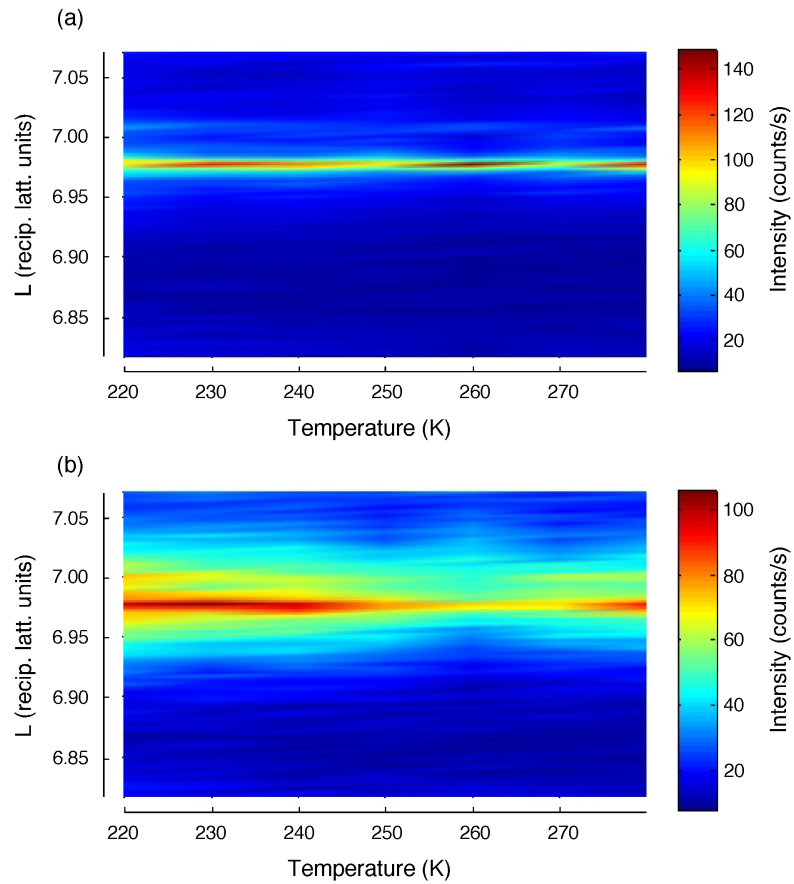 (a)
7.05
7.00
6.95
6.90
6.85
L (recip. latt. units)
220 230 240 250 260 270
Temperature (K)
140
120
100
80
60
40
20
Intensity (counts/s)
(b)
7.05
7.00
6.95
6.90
6.85
L (recip. latt. units)
220 230 240 250 260 270
Temperature (K)
100
80
60
40
20
Intensity (counts/s)